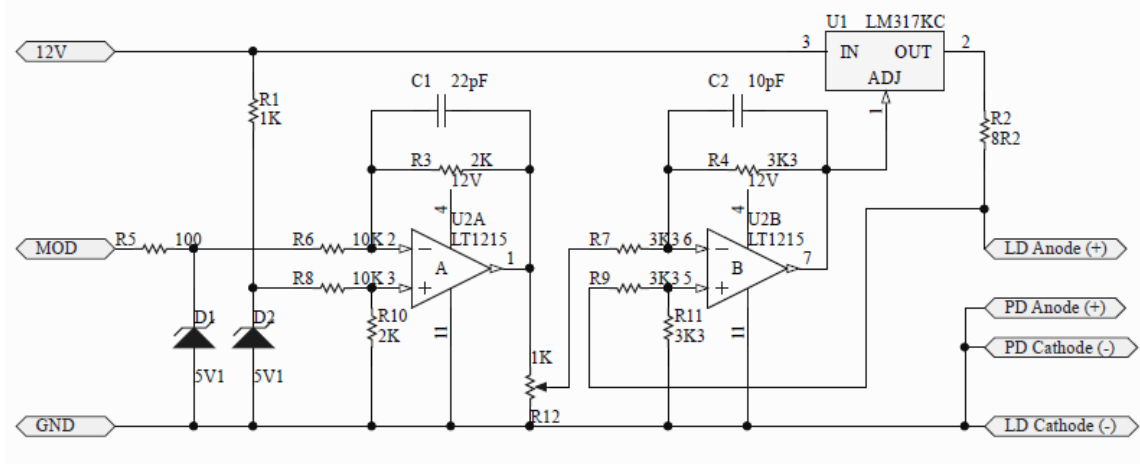 U1 LM317KC
12V
3
IN OUT
2
ADJ
1
C1 22pF
C2 10pF
R1
1K
R2
8R2
R3 2K
R4 3K3
12V
12V
4
4
U2A
LT1215
U2B
LT1215
MOD
R5 100
R6 10K
2
R7 3K3
6
LD Anode (+)
A
1
B
7
R8 10K
3
R9 3K3
5
D1
D2
R10
2K
11
R11
3K3
11
PD Anode (+)
PD Cathode (-)
5V1
5V1
1K
R12
GND
LD Cathode (-)